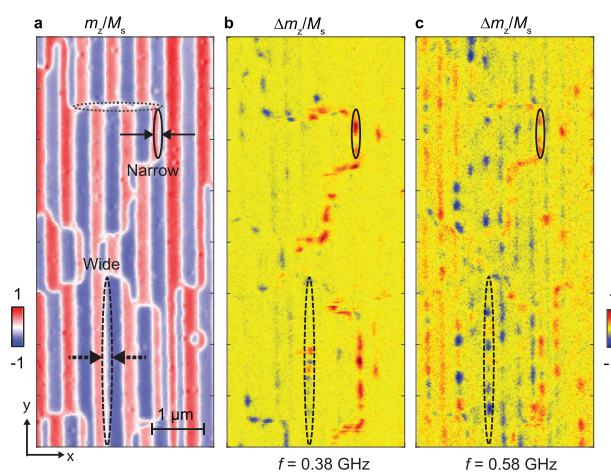 a m_z/M_s b Δm_z/M_s c Δm_z/M_s
Narrow
Wide
1
-1
y
x
1 μm
f = 0.38 GHz f = 0.58 GHz